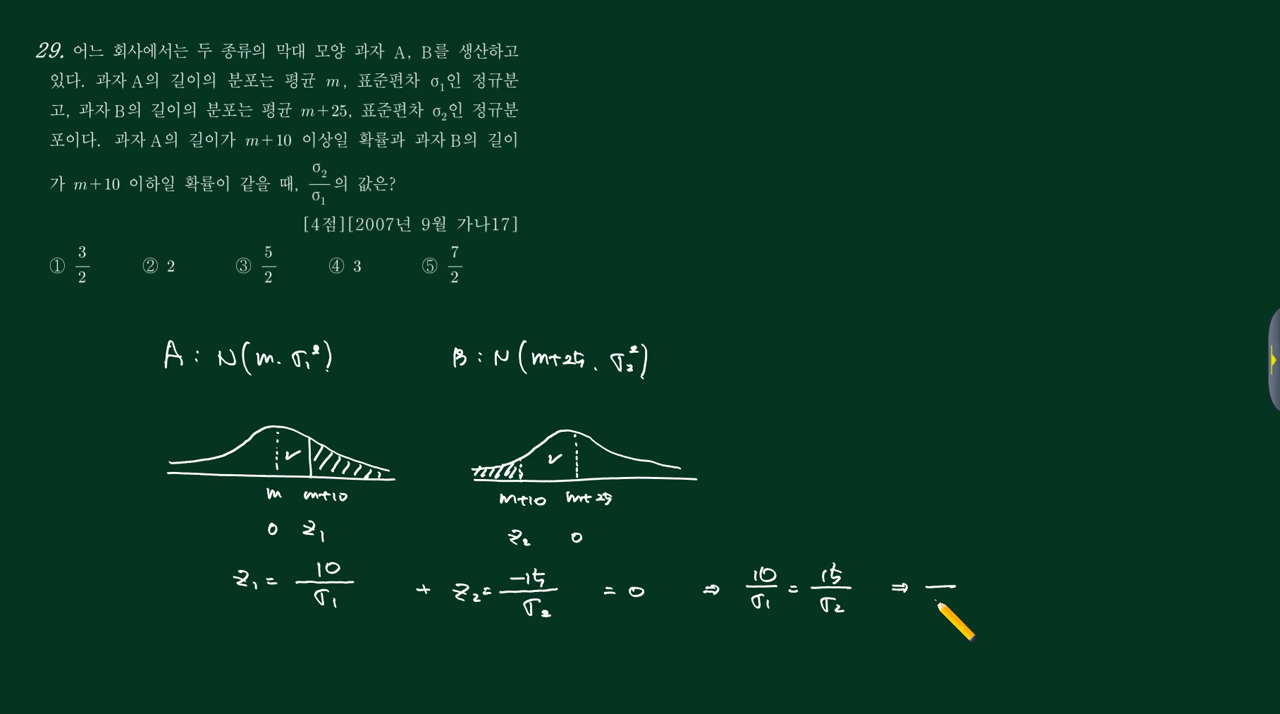 29. 어느 회사에서는 두 종류의 막대 모양 과자 A, B를 생산하고
있다. 과자 A의 길이의 분포는 평균 m, 표준편차 σ₁인 정규분
고, 과자 B의 길이의 분포는 평균 m+25, 표준편차 σ₂인 정규분
포이다. 과자 A의 길이가 m+10 이상일 확률과 과자 B의 길이
가 m+10 이하일 확률이 같을 때, σ₂/σ₁의 값은?
[4점][2007년 9월 가나17]
① 3/2 ② 2 ③ 5/2 ④ 3 ⑤ 7/2
A : N(m, σ₁²) B : N(m+25, σ₂²)
m m+10 m+10 m+25
0 z₁ z₂ 0
z₁ = 10/σ₁ + z₂ = -15/σ₂ = 0 ⇒ 10/σ₁ = 15/σ₂ ⇒